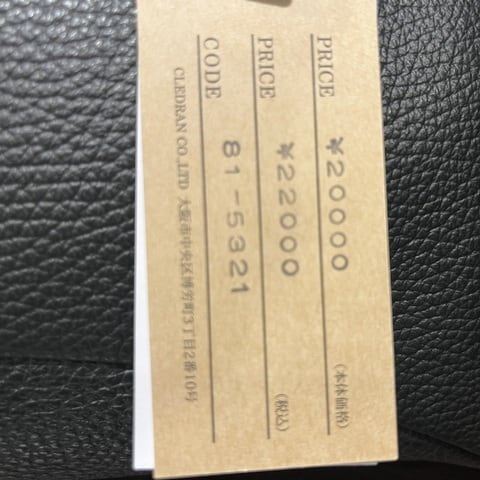 PRICE ¥20000 (本体価格)
PRICE ¥22000 (税込)
CODE 81-5321
CLEDRAN CO.,LTD 大阪市中央区博労町3丁目2番10号